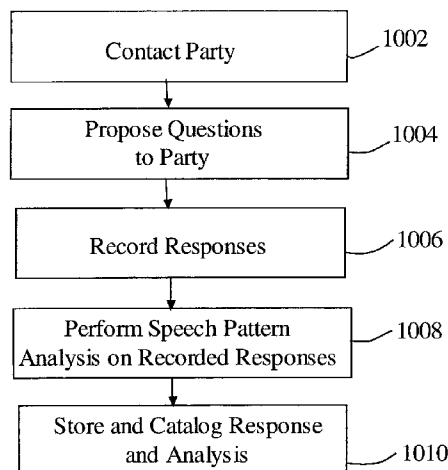 Contact Party
1002
Propose Questions
to Party
1004
Record Responses
1006
Perform Speech Pattern
Analysis on Recorded Responses
1008
Store and Catalog Response
and Analysis
1010